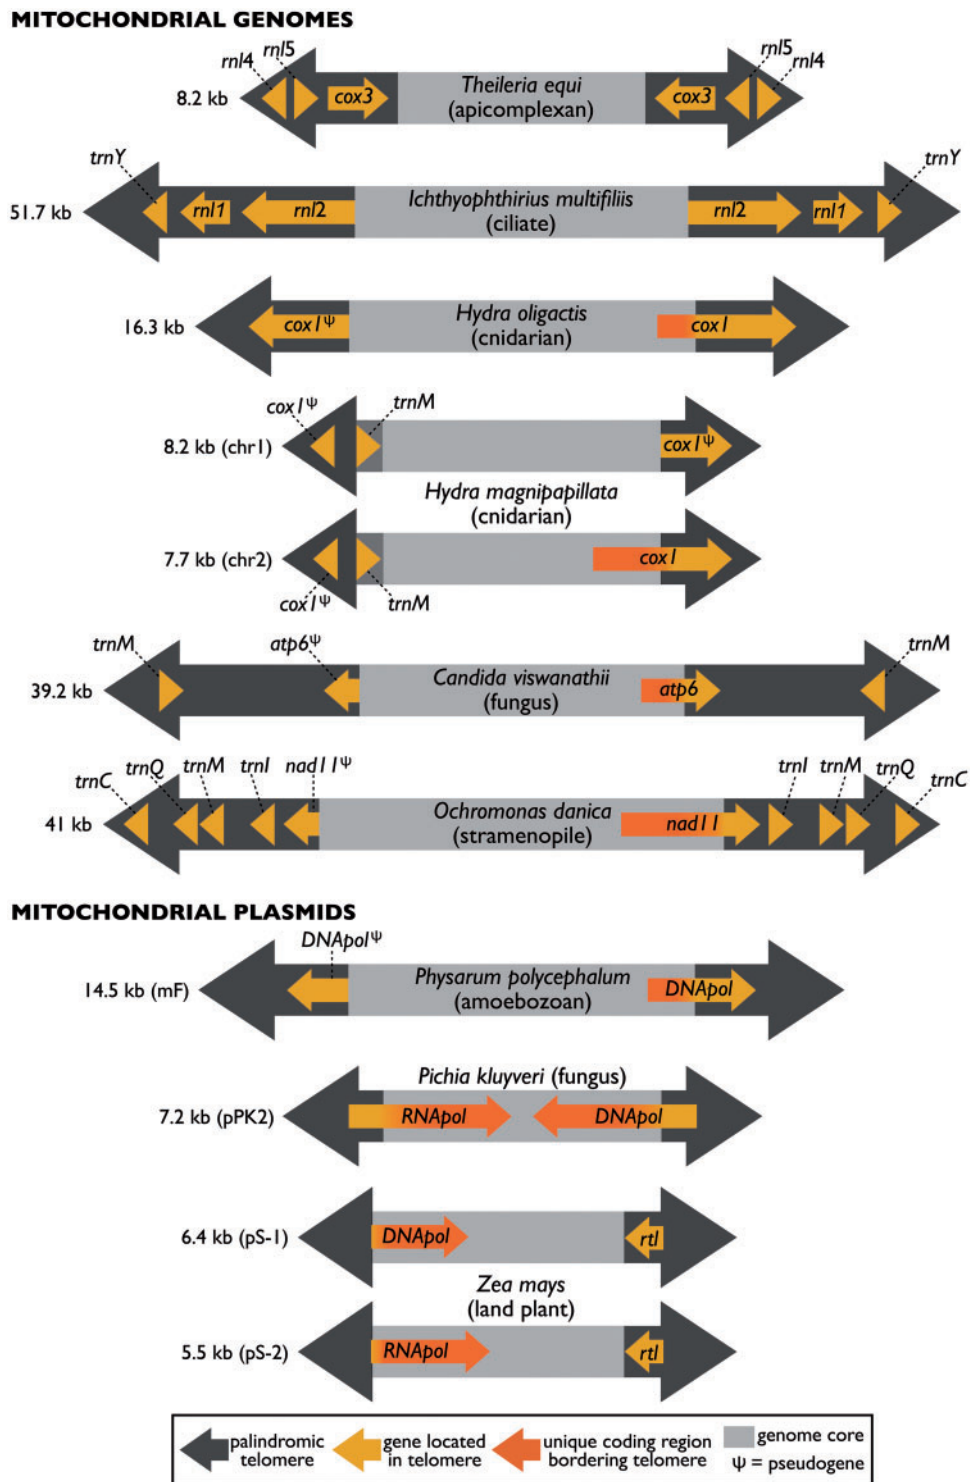 MITOCHONDRIAL GENOMES
rnl5 rnl5
rnl4 rnl4
8.2 kb cox3 Theileria equi cox3
(apicomplexan)
trnY trnY
51.7 kb rnl1 rnl2 Ichthyophthirius multifiliis rnl2 rnl1
(ciliate)
16.3 kb cox1ψ Hydra oligactis cox1
(cnidarian)
cox1ψ trnM
8.2 kb (chr1) cox1ψ
Hydra magnipapillata
(cnidarian)
7.7 kb (chr2) cox1
cox1ψ trnM
trnM atp6ψ trnM
39.2 kb Candida viswanathii atp6
(fungus)
trnC trnQ trnM trnI nad11ψ trnI trnM trnQ trnC
41 kb Ochromonas danica nad11
(stramenopile)
MITOCHONDRIAL PLASMIDS
DNApolψ
14.5 kb (mF) Physarum polycephalum DNApol
(amoebozoan)
Pichia kluyveri (fungus)
7.2 kb (pPK2) RNApol DNApol
6.4 kb (pS-1) DNApol rtl
Zea mays
(land plant)
5.5 kb (pS-2) RNApol rtl
palindromic telomere
gene located in telomere
unique coding region bordering telomere
genome core
ψ = pseudogene